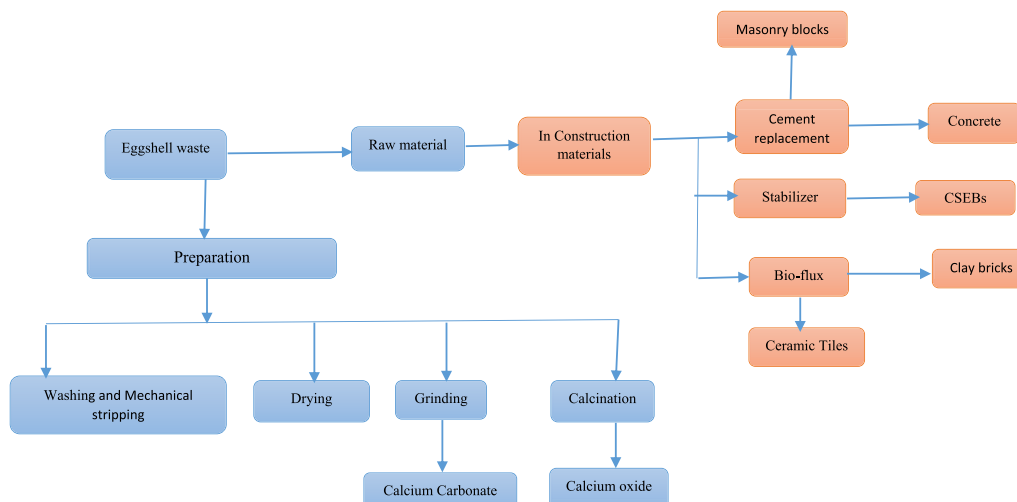 Masonry blocks
Eggshell waste
Raw material
In Construction
materials
Cement
replacement
Concrete
Stabilizer
CSEBs
Preparation
Bio-flux
Clay bricks
Ceramic Tiles
Washing and Mechanical
stripping
Drying
Grinding
Calcination
Calcium Carbonate
Calcium oxide